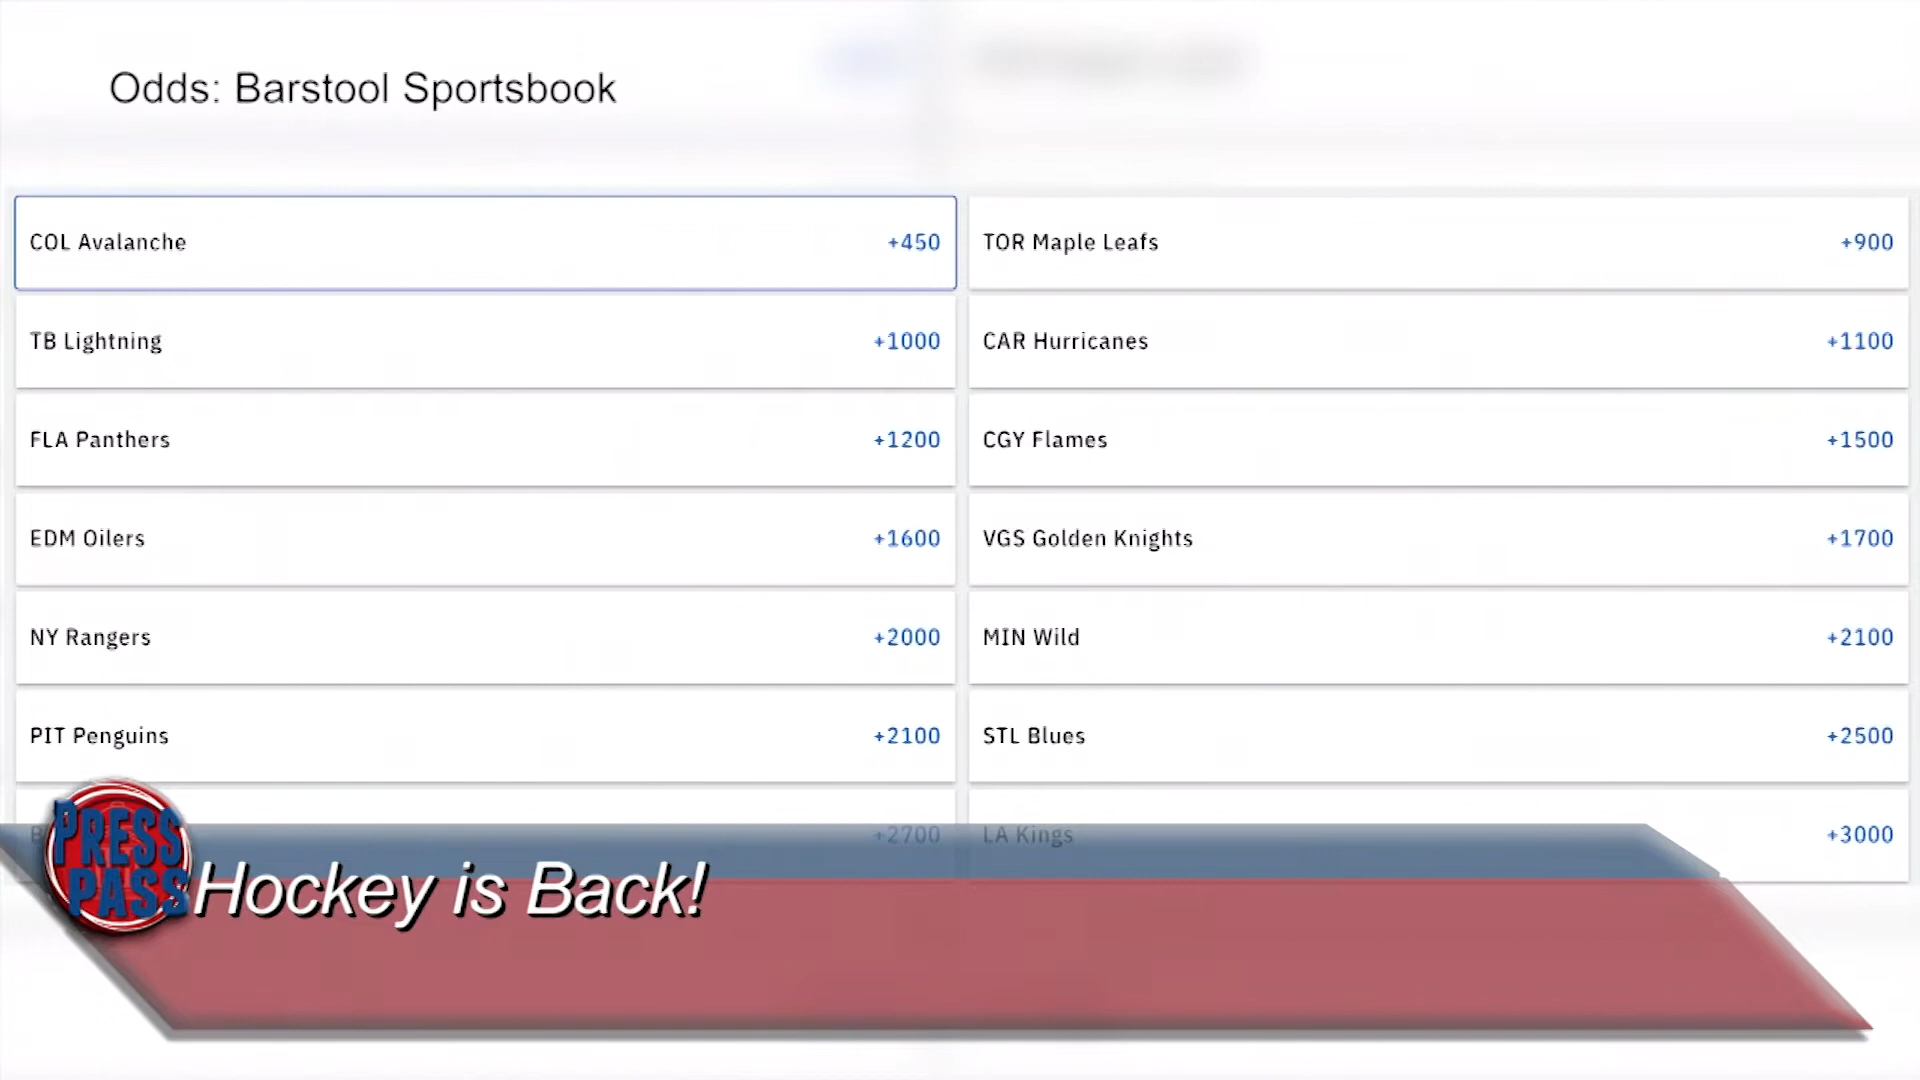 Odds: Barstool Sportsbook
COL Avalanche +450
TOR Maple Leafs +900
TB Lightning +1000
CAR Hurricanes +1100
FLA Panthers +1200
CGY Flames +1500
EDM Oilers +1600
VGS Golden Knights +1700
NY Rangers +2000
MIN Wild +2100
PIT Penguins +2100
STL Blues +2500
+2700
LA Kings +3000
PRESS
PASS
Hockey is Back!